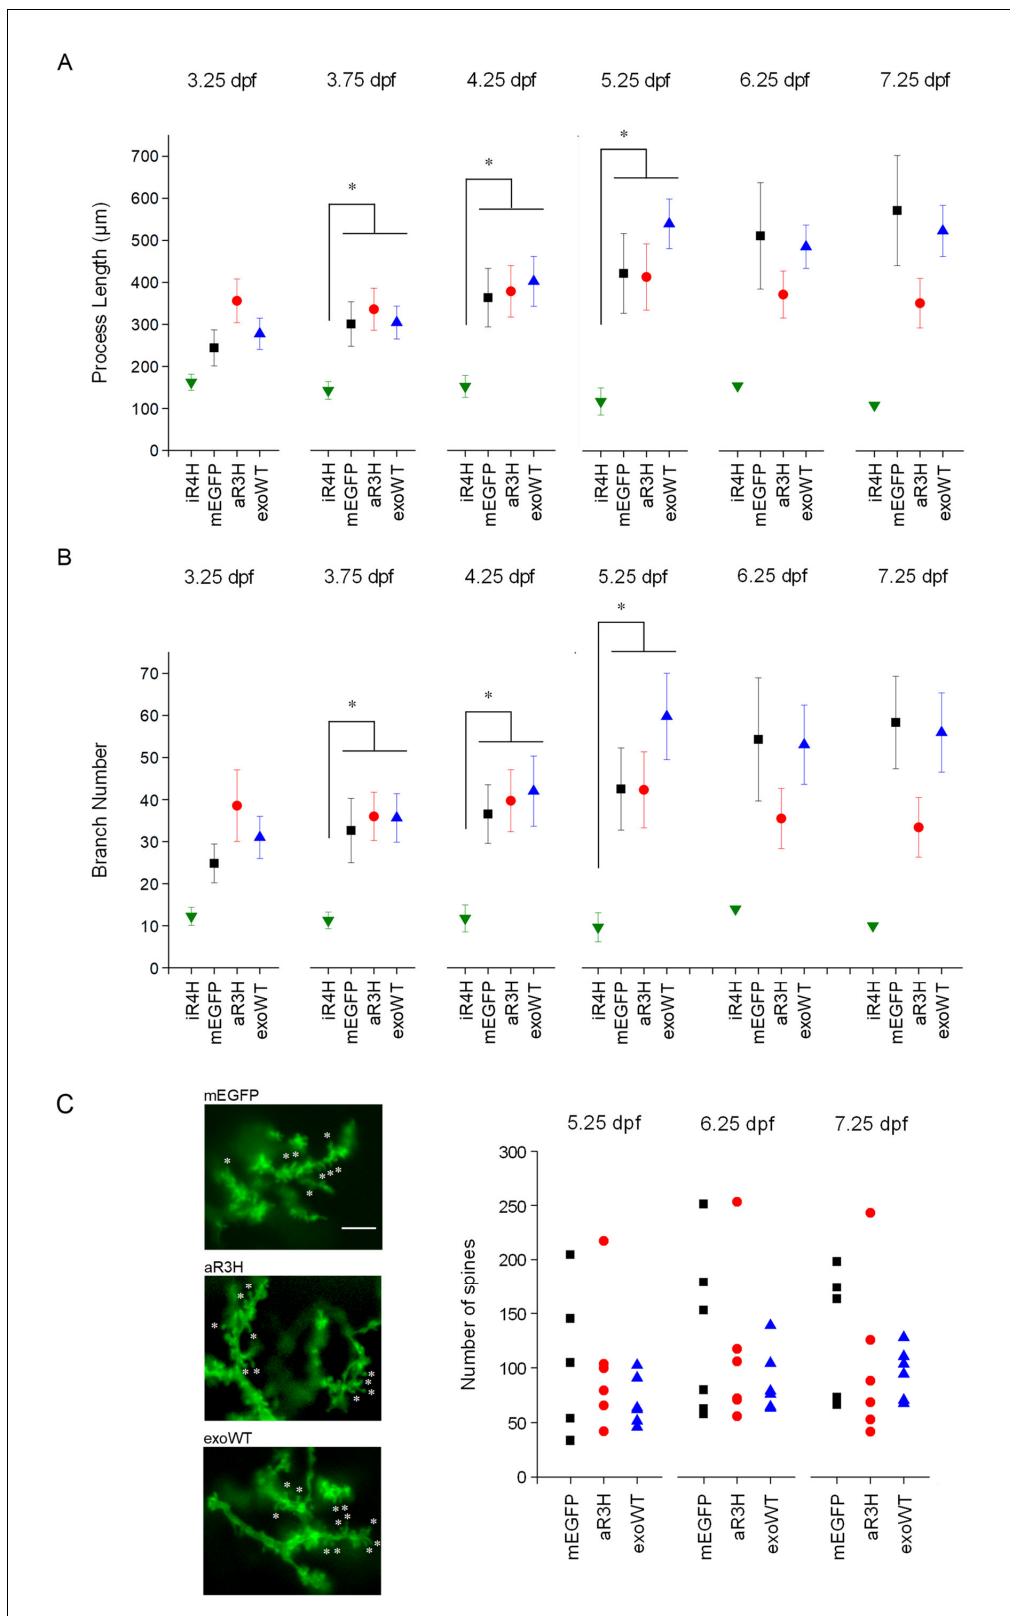 A
3.25 dpf 3.75 dpf 4.25 dpf 5.25 dpf 6.25 dpf 7.25 dpf
Process Length (µm)
700
600
500
400
300
200
100
0
* * *
iR4H mEGFP aR3H exoWT iR4H mEGFP aR3H exoWT iR4H mEGFP aR3H exoWT iR4H mEGFP aR3H exoWT iR4H mEGFP aR3H exoWT iR4H mEGFP aR3H exoWT
B
3.25 dpf 3.75 dpf 4.25 dpf 5.25 dpf 6.25 dpf 7.25 dpf
Branch Number
70
60
50
40
30
20
10
0
* * *
iR4H mEGFP aR3H exoWT iR4H mEGFP aR3H exoWT iR4H mEGFP aR3H exoWT iR4H mEGFP aR3H exoWT iR4H mEGFP aR3H exoWT iR4H mEGFP aR3H exoWT
C
mEGFP
aR3H
exoWT
5.25 dpf 6.25 dpf 7.25 dpf
Number of spines
300
250
200
150
100
50
0
mEGFP aR3H exoWT mEGFP aR3H exoWT mEGFP aR3H exoWT